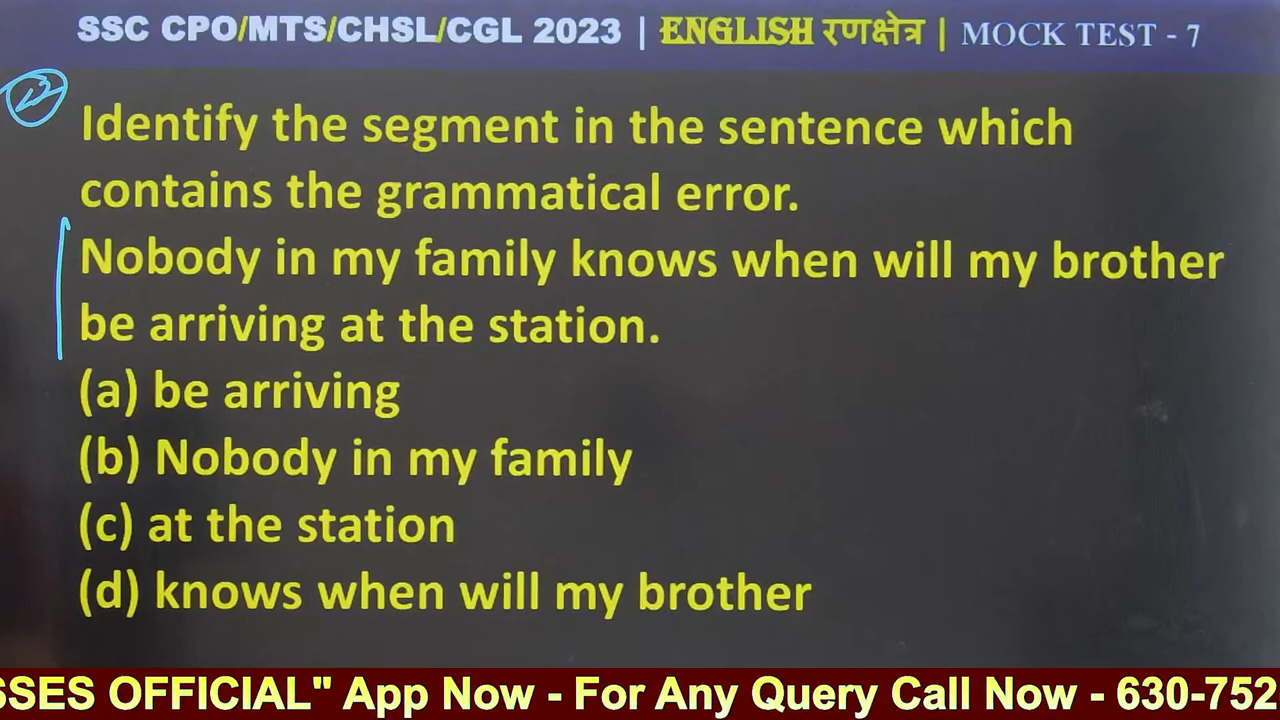 SSC CPO/MTS/CHSL/CGL 2023 | ENGLISH रणक्षेत्र | MOCK TEST - 7
Identify the segment in the sentence which
contains the grammatical error.
Nobody in my family knows when will my brother
be arriving at the station.
(a) be arriving
(b) Nobody in my family
(c) at the station
(d) knows when will my brother
SSES OFFICIAL" App Now - For Any Query Call Now - 630-752